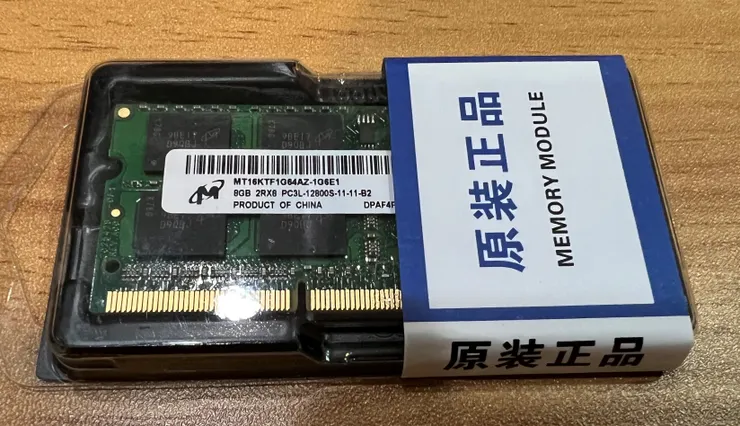 MT16KTF1G64AZ-1G6E1
8GB 2RX8 PC3L-12800S-11-11-B2
PRODUCT OF CHINA DPAF4P
原装正品
MEMORY MODULE
原装正品